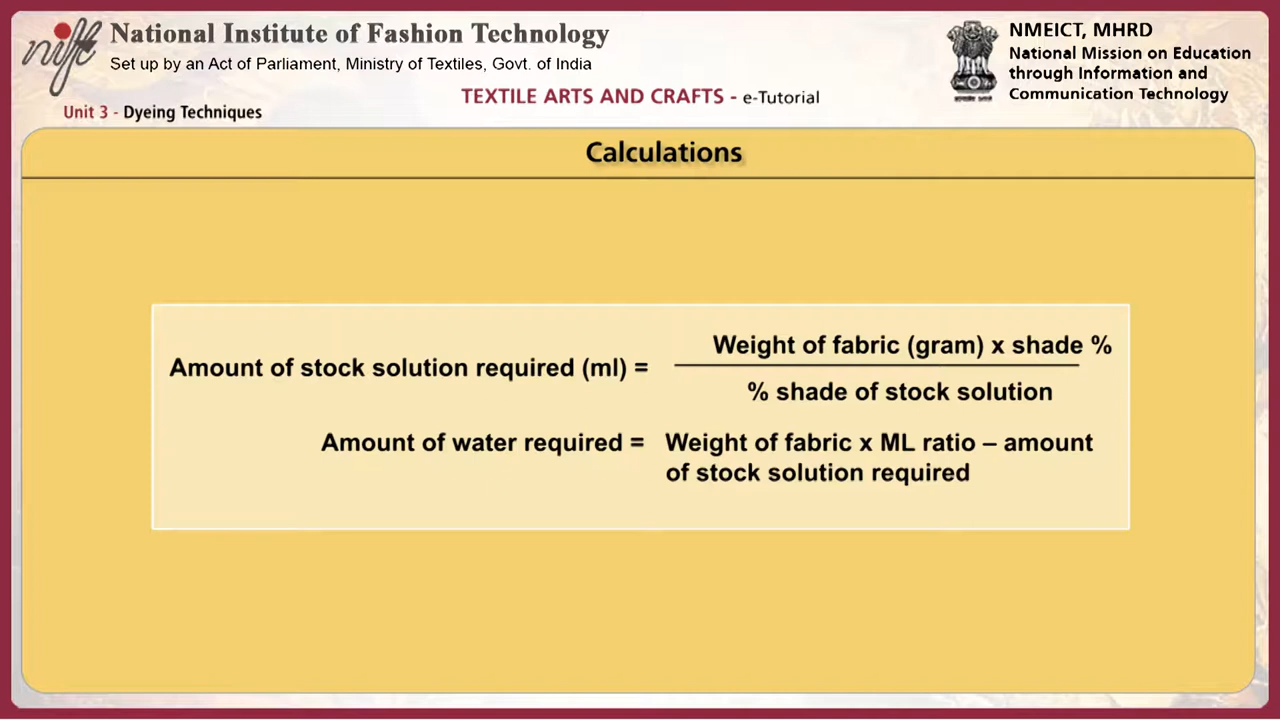 nift
National Institute of Fashion Technology
Set up by an Act of Parliament, Ministry of Textiles, Govt. of India
NMEICT, MHRD
National Mission on Education
through Information and
Communication Technology
TEXTILE ARTS AND CRAFTS - e-Tutorial
Unit 3 - Dyeing Techniques
Calculations
Amount of stock solution required (ml) = Weight of fabric (gram) x shade %
% shade of stock solution
Amount of water required = Weight of fabric x ML ratio – amount
of stock solution required